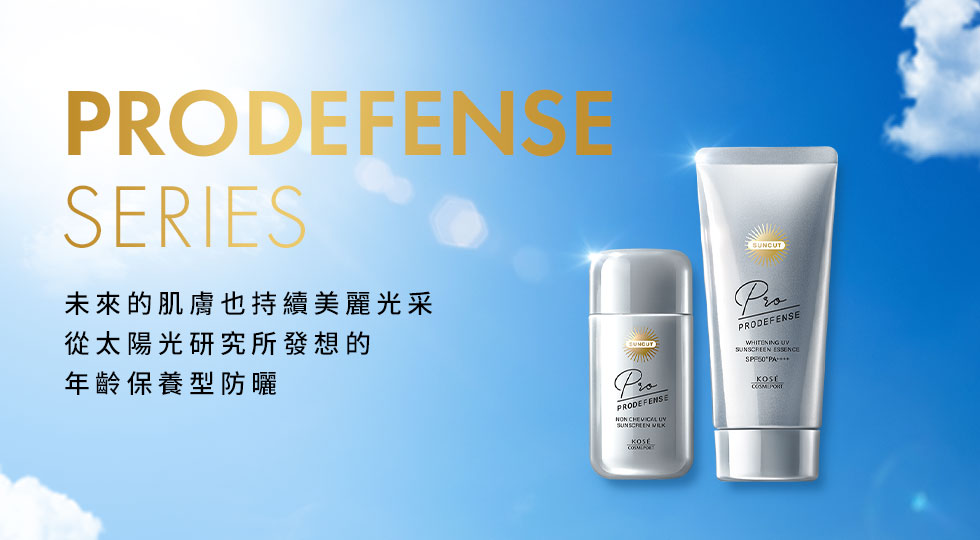 PRODEFENSE
SERIES
未來的肌膚也持續美麗光采
從太陽光研究所發想的
年齡保養型防曬
SUNCUT
Pro
PRODEFENSE
NON CHEMICAL UV
SUNSCREEN MILK
KOSÉ
COSMEPORT
SUNCUT
Pro
PRODEFENSE
WHITENING UV
SUNSCREEN ESSENCE
SPF50+PA++++
KOSÉ
COSMEPORT